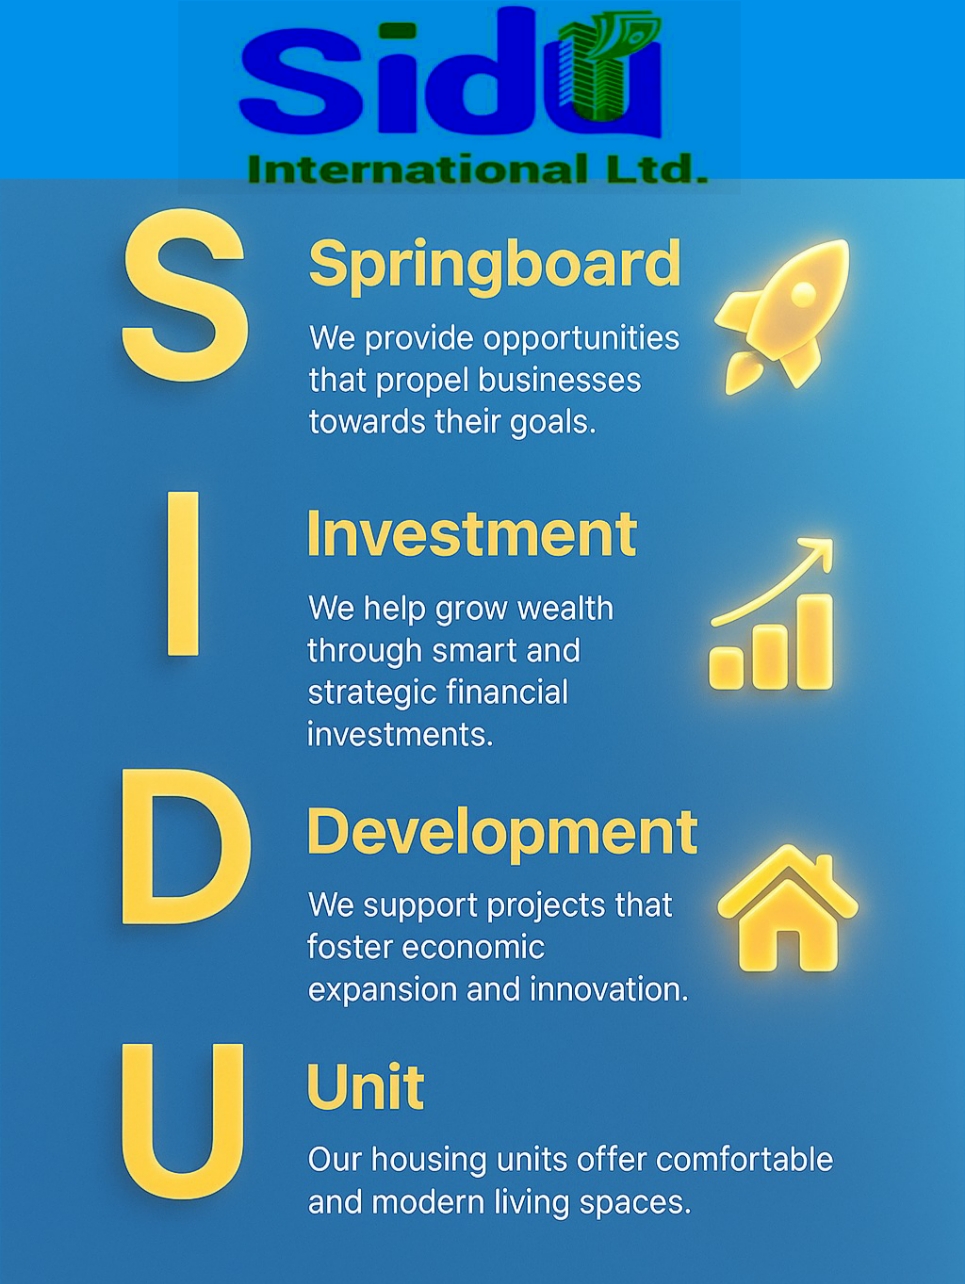 Sidu
International Ltd.
S
Springboard
We provide opportunities
that propel businesses
towards their goals.
I
Investment
We help grow wealth
through smart and
strategic financial
investments.
D
Development
We support projects that
foster economic
expansion and innovation.
U
Unit
Our housing units offer comfortable
and modern living spaces.